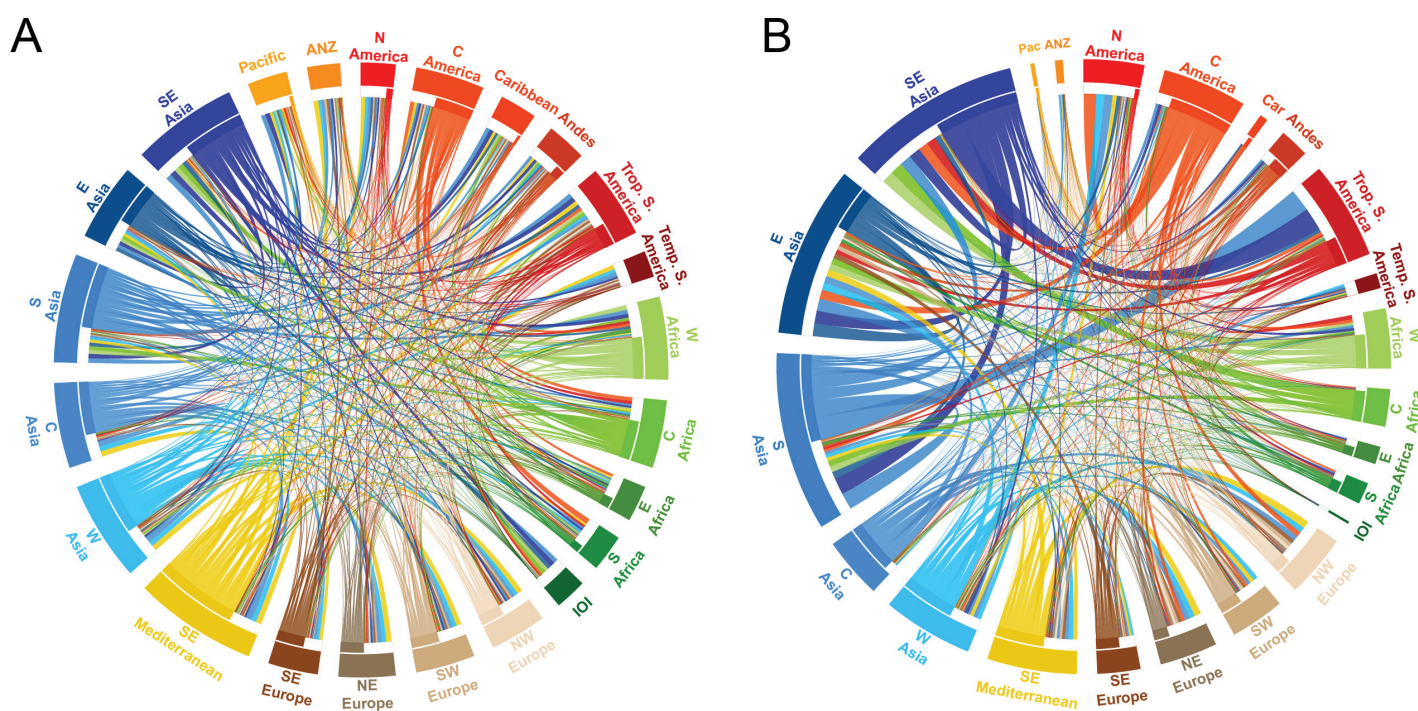 A
Pacific
ANZ
N
America
C
America
Caribbean
Andes
Trop. S.
America
Temp. S.
America
W
Africa
C
Africa
E
Africa
S
Africa
IOI
NW
Europe
SW
Europe
NE
Europe
SE
Europe
SE
Mediterranean
W
Asia
C
Asia
S
Asia
E
Asia
SE
Asia
B
Pac
ANZ
N
America
C
America
Car
Andes
Trop. S.
America
Temp. S.
America
W
Africa
C
Africa
E
Africa
S
Africa
IOI
NW
Europe
SW
Europe
NE
Europe
SE
Europe
SE
Mediterranean
W
Asia
C
Asia
S
Asia
E
Asia
SE
Asia